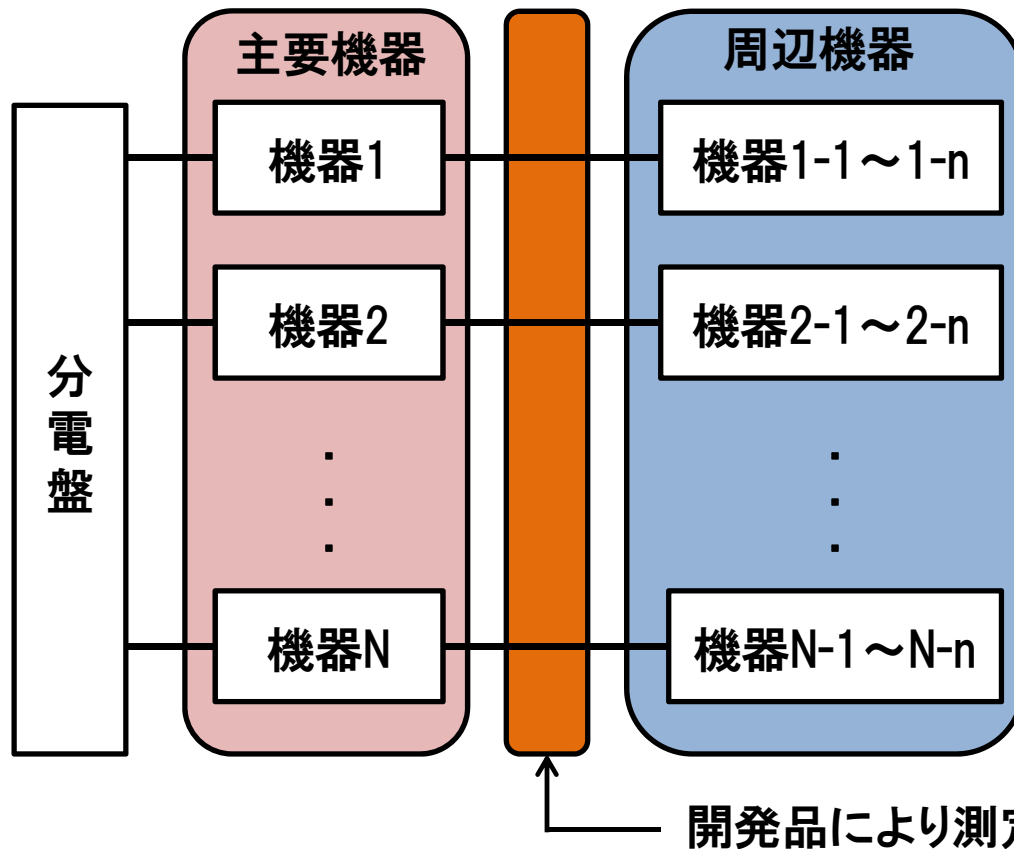 主要機器
周辺機器
分電盤
機器1
機器1-1～1-n
機器2
機器2-1～2-n
・
・
・
・
・
・
機器N
機器N-1～N-n
開発品により測定